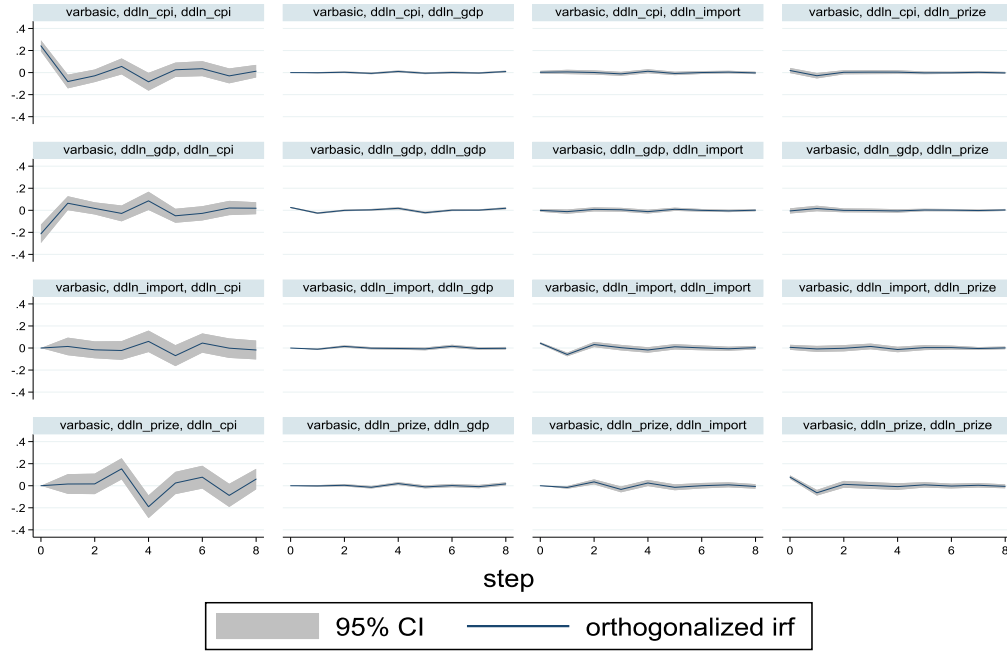 varbasic, ddln_cpi, ddln_cpi
varbasic, ddln_cpi, ddln_gdp
varbasic, ddln_cpi, ddln_import
varbasic, ddln_cpi, ddln_prize
.4
.2
0
-.2
-.4
varbasic, ddln_gdp, ddln_cpi
varbasic, ddln_gdp, ddln_gdp
varbasic, ddln_gdp, ddln_import
varbasic, ddln_gdp, ddln_prize
.4
.2
0
-.2
-.4
varbasic, ddln_import, ddln_cpi
varbasic, ddln_import, ddln_gdp
varbasic, ddln_import, ddln_import
varbasic, ddln_import, ddln_prize
.4
.2
0
-.2
-.4
varbasic, ddln_prize, ddln_cpi
varbasic, ddln_prize, ddln_gdp
varbasic, ddln_prize, ddln_import
varbasic, ddln_prize, ddln_prize
.4
.2
0
-.2
-.4
0 2 4 6 8
0 2 4 6 8
0 2 4 6 8
0 2 4 6 8
step
95% CI
orthogonalized irf